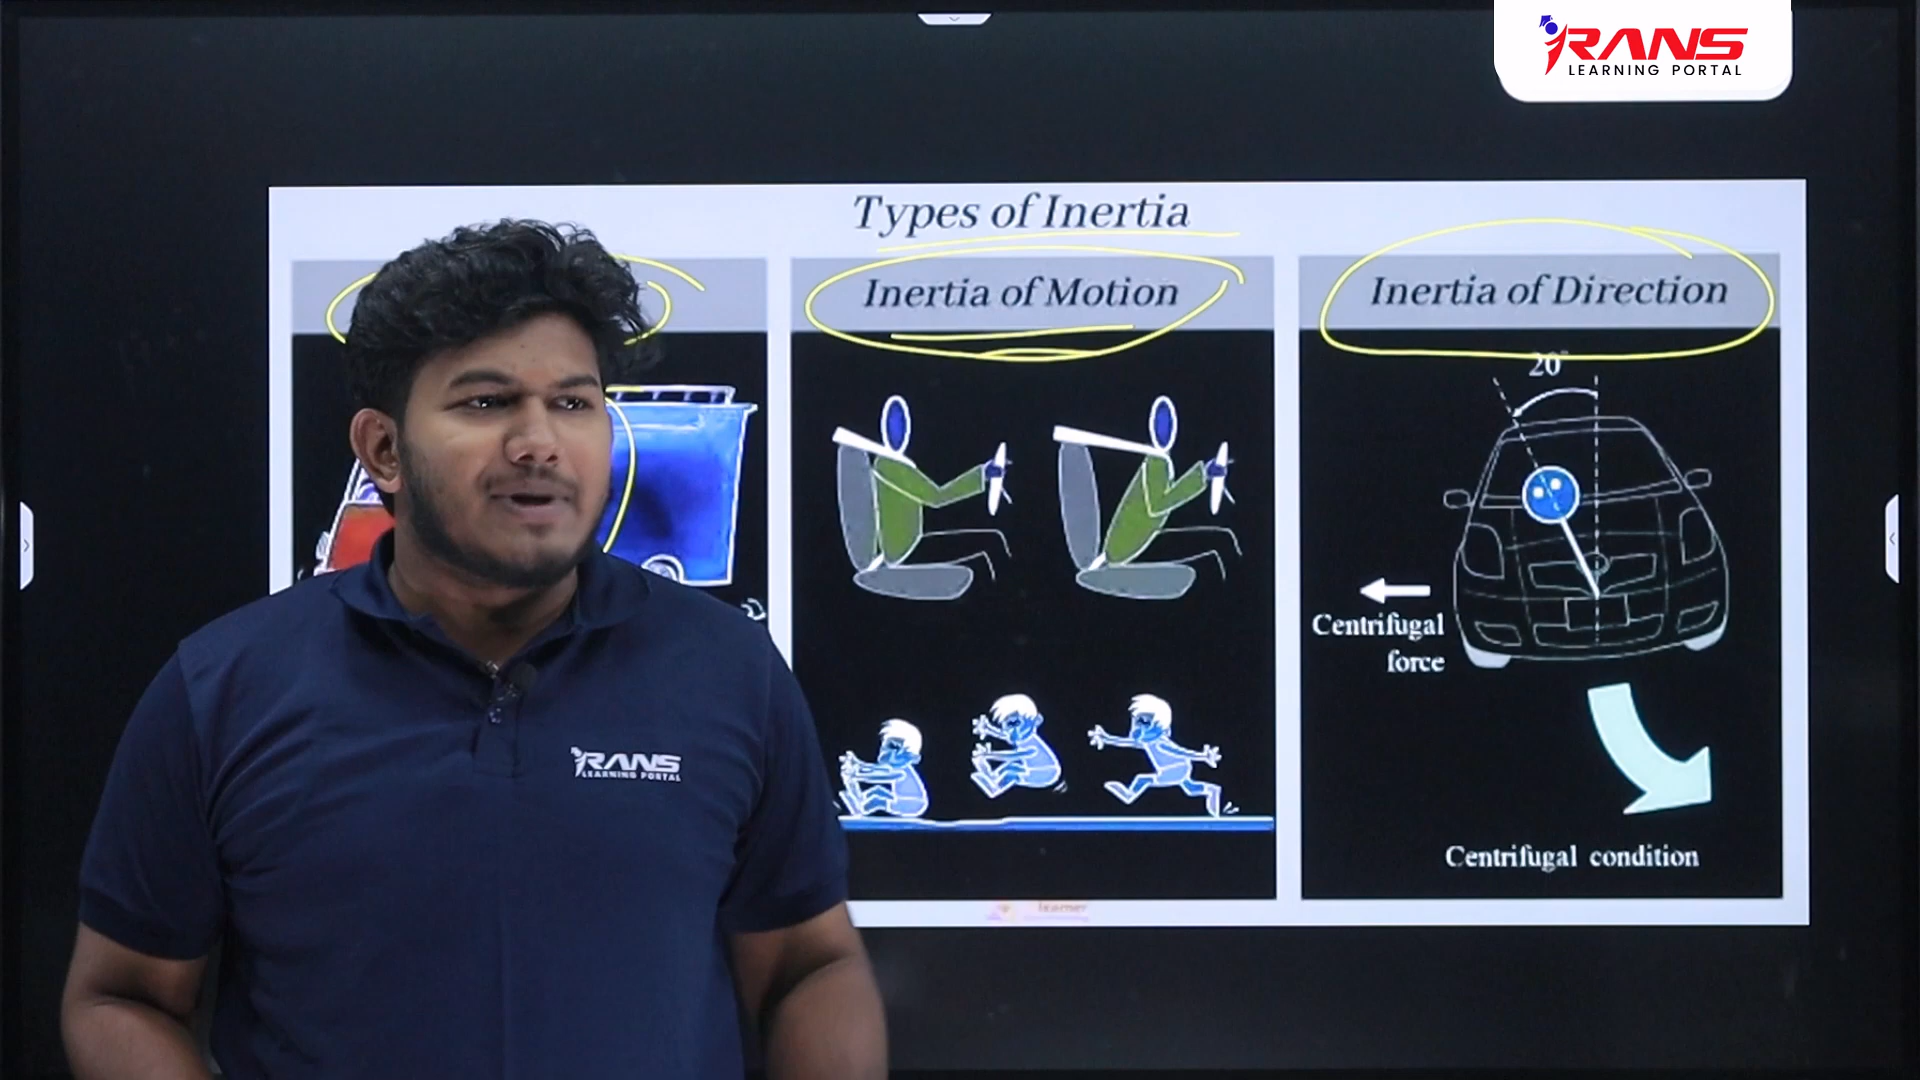 RANS
LEARNING PORTAL
Types of Inertia
Inertia of Motion
Inertia of Direction
20°
Centrifugal
force
Centrifugal condition
RANS
LEARNING PORTAL
learner